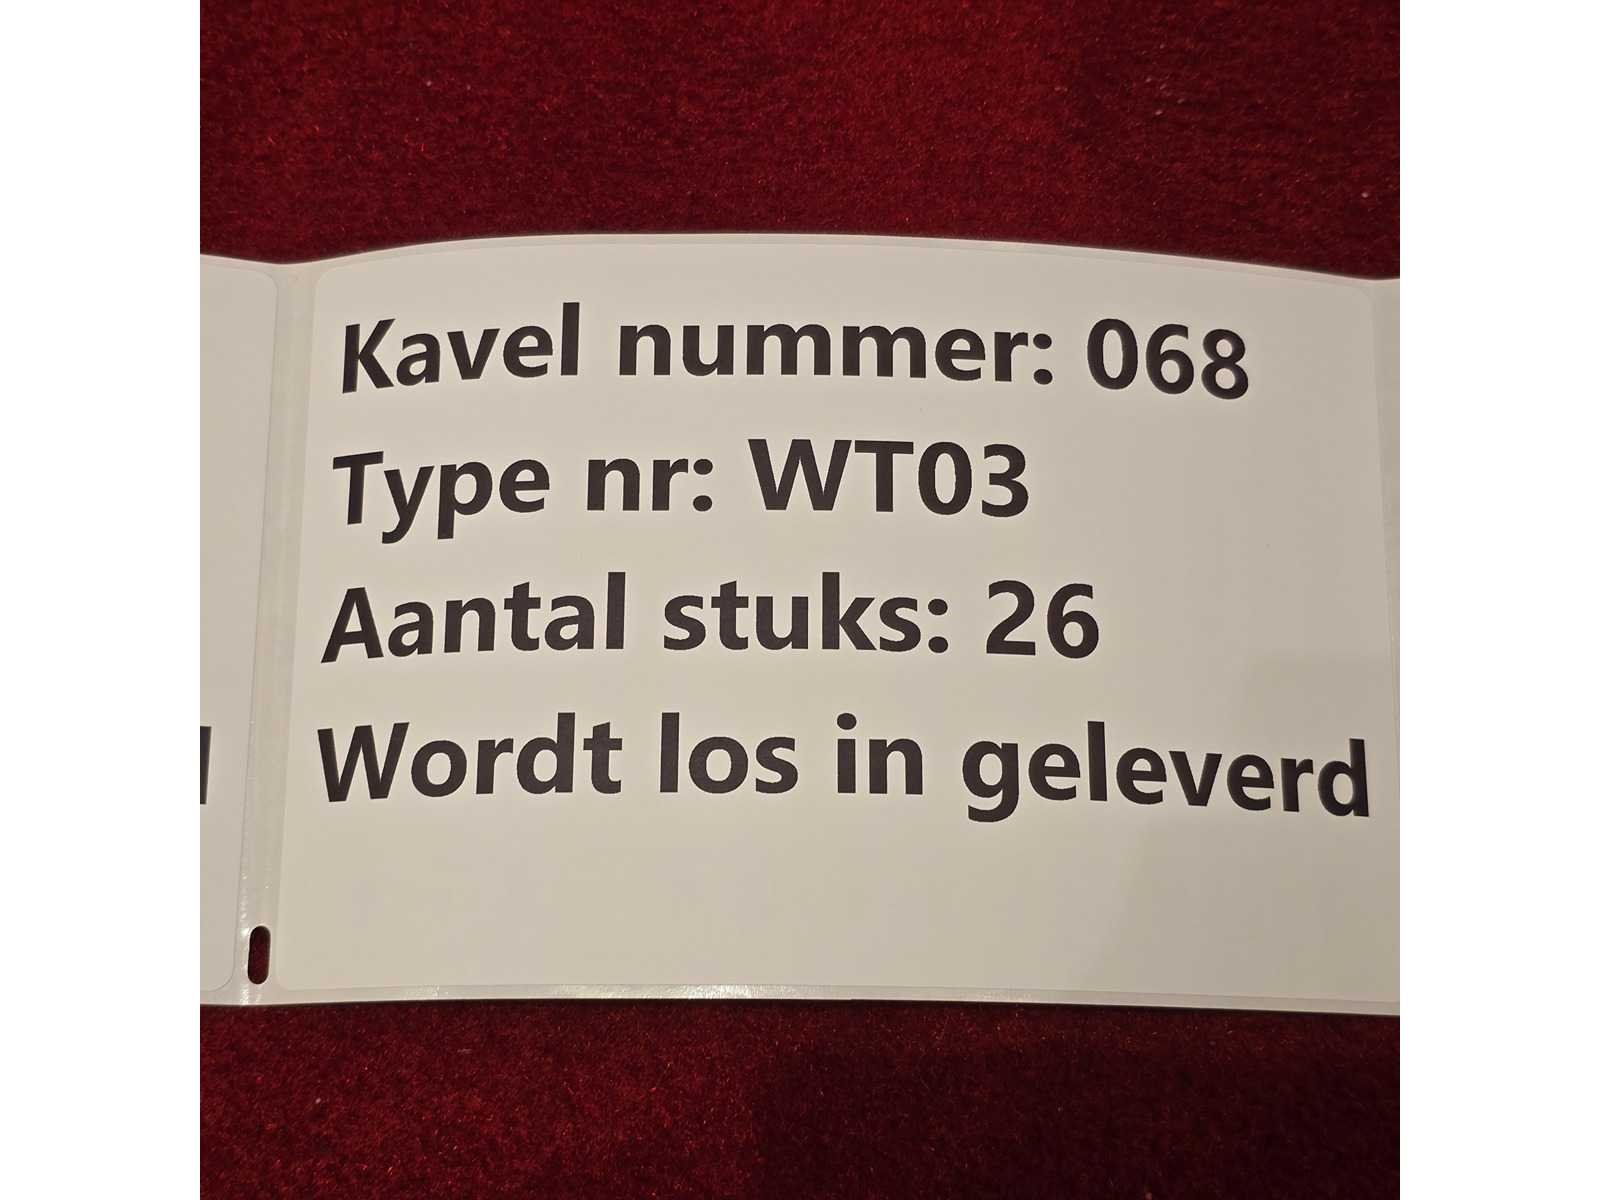 Kavel nummer: 068
Type nr: WT03
Aantal stuks: 26
Wordt los in geleverd